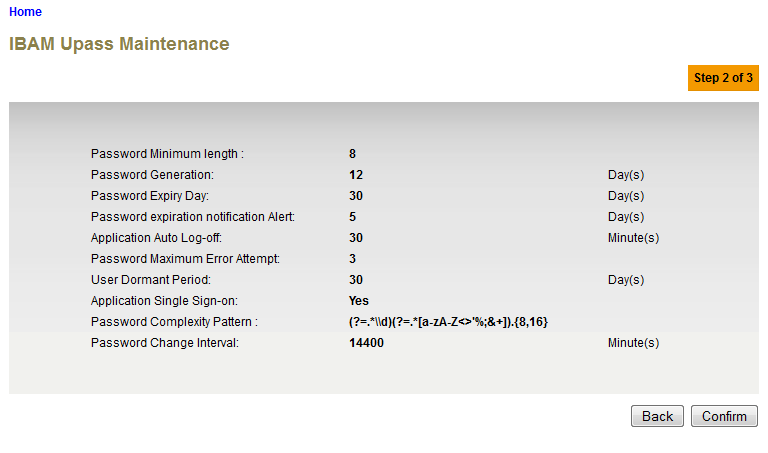 Home
IBAM Upass Maintenance
Step 2 of 3
Password Minimum length : 8
Password Generation: 12 Day(s)
Password Expiry Day: 30 Day(s)
Password expiration notification Alert: 5 Day(s)
Application Auto Log-off: 30 Minute(s)
Password Maximum Error Attempt: 3
User Dormant Period: 30 Day(s)
Application Single Sign-on: Yes
Password Complexity Pattern : (?=.*\\d)(?=.*[a-zA-Z<>'%;&+]).{8,16}
Password Change Interval: 14400 Minute(s)
Back Confirm